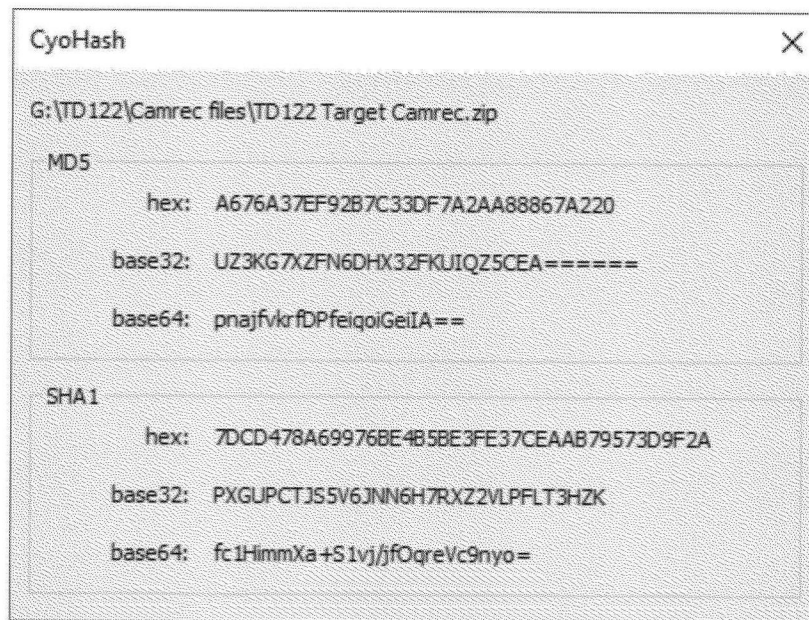 CyoHash
G:\TD122\Camrec files\TD122 Target Camrec.zip
MD5
hex: A676A37EF92B7C33DF7A2AA88867A220
base32: UZ3KG7XZFN6DHX32FKUIQZ5CEA======
base64: pnajfvkrfDPfeiqoiGeiIA==
SHA1
hex: 7DCD478A69976BE4B5BE3FE37CEAAB79573D9F2A
base32: PXGUPCTJS5V6JNN6H7RXZ2VLPFLT3HZK
base64: fc1HimmXa+S1vj/jfOqreVc9nyo=